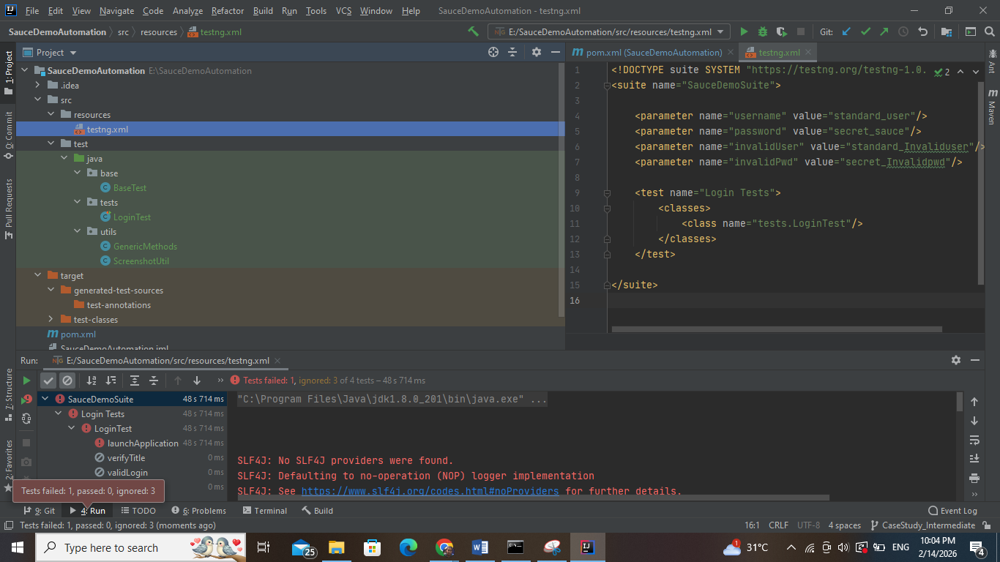 File Edit View Navigate Code Analyze Refactor Build Run Tools VCS Window Help SauceDemoAutomation - testng.xml
SauceDemoAutomation src resources testng.xml
E:/SauceDemoAutomation/src/resources/testng.xml
Git:
1: Project
0: Commit
Pull Requests
7: Structure
2: Favorites
Project
SauceDemoAutomation E:\SauceDemoAutomation
.idea
src
resources
testng.xml
test
java
base
BaseTest
tests
LoginTest
utils
GenericMethods
ScreenshotUtil
target
generated-test-sources
test-annotations
test-classes
pom.xml
SauceDemoAutomation.iml
pom.xml (SauceDemoAutomation)
testng.xml
1 <!DOCTYPE suite SYSTEM "https://testng.org/testng-1.0.
2
2 <suite name="SauceDemoSuite">
3
4 <parameter name="username" value="standard_user"/>
5 <parameter name="password" value="secret_sauce"/>
6 <parameter name="invalidUser" value="standard_Invaliduser"/>
7 <parameter name="invalidPwd" value="secret_Invalidpwd"/>
8
9 <test name="Login Tests">
10 <classes>
11 <class name="tests.LoginTest"/>
12 </classes>
13 </test>
14
15 </suite>
16
Ant
Maven
Run: E:/SauceDemoAutomation/src/resources/testng.xml
Tests failed: 1, ignored: 3 of 4 tests – 48 s 714 ms
SauceDemoSuite 48 s 714 ms
Login Tests 48 s 714 ms
LoginTest 48 s 714 ms
launchApplication 48 s 714 ms
verifyTitle 0 ms
validLogin 0 ms
0 ms
"C:\Program Files\Java\jdk1.8.0_201\bin\java.exe" ...
SLF4J: No SLF4J providers were found.
SLF4J: Defaulting to no-operation (NOP) logger implementation
SLF4J: See https://www.slf4j.org/codes.html#noProviders for further details.
Tests failed: 1, passed: 0, ignored: 3
9: Git 4: Run TODO 6: Problems Terminal Build Event Log
Tests failed: 1, passed: 0, ignored: 3 (moments ago) 16:1 CRLF UTF-8 4 spaces CaseStudy_Intermediate
Type here to search
25
1
31°C
ENG
10:04 PM
2/14/2026
4